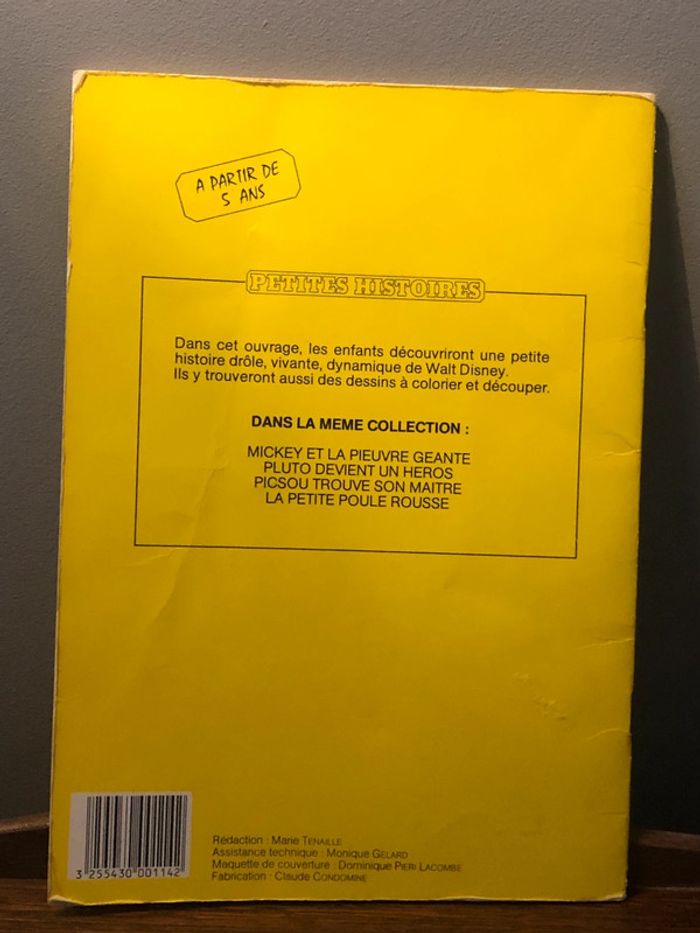 A PARTIR DE
5 ANS
PETITES HISTOIRES
Dans cet ouvrage, les enfants découvriront une petite
histoire drôle, vivante, dynamique de Walt Disney.
Ils y trouveront aussi des dessins à colorier et découper.
DANS LA MEME COLLECTION :
MICKEY ET LA PIEUVRE GEANTE
PLUTO DEVIENT UN HEROS
PICSOU TROUVE SON MAITRE
LA PETITE POULE ROUSSE
Rédaction : Marie TENAILLE
Assistance technique : Monique GELARD
Maquette de couverture : Dominique PIERI LACOMBE
Fabrication : Claude CONDOMINE
3 255430 001142